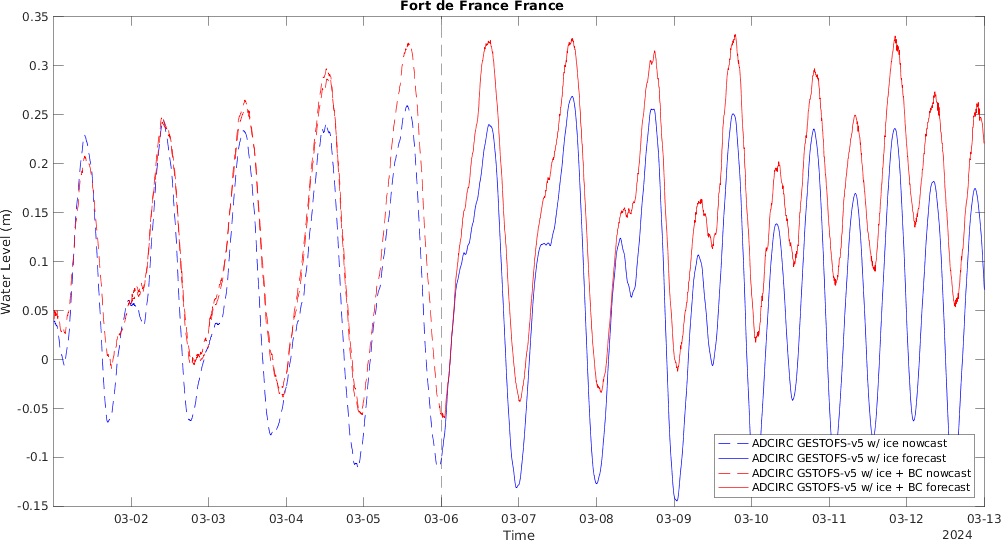 Fort de France France
Water Level (m)
0.35
0.3
0.25
0.2
0.15
0.1
0.05
0
-0.05
-0.1
-0.15
03-02 03-03 03-04 03-05 03-06 03-07 03-08 03-09 03-10 03-11 03-12 03-13
Time
2024
ADCIRC GESTOFS-v5 w/ ice nowcast
ADCIRC GESTOFS-v5 w/ ice forecast
ADCIRC GSTOFS-v5 w/ ice + BC nowcast
ADCIRC GSTOFS-v5 w/ ice + BC forecast